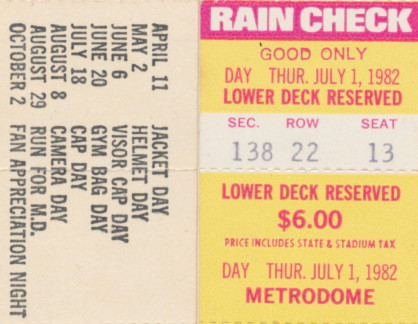 APRIL 11 JACKET DAY
MAY 2 HELMET DAY
JUNE 6 VISOR CAP DAY
JUNE 20 GYM BAG DAY
JULY 18 CAP DAY
AUGUST 8 CAMERA DAY
AUGUST 29 RUN FOR M.D.
OCTOBER 2 FAN APPRECIATION NIGHT
RAIN CHECK
GOOD ONLY
DAY THUR. JULY 1, 1982
LOWER DECK RESERVED
SEC. ROW SEAT
138 22 13
LOWER DECK RESERVED
$6.00
PRICE INCLUDES STATE & STADIUM TAX
DAY THUR. JULY 1, 1982
METRODOME